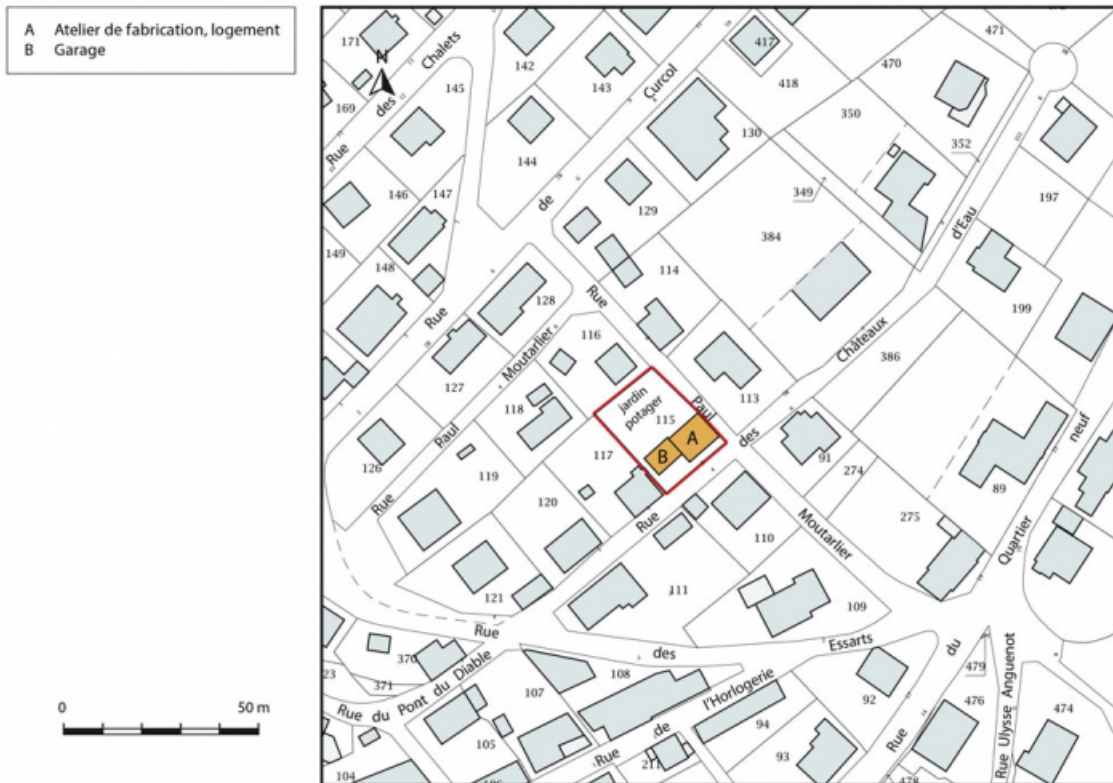 A Atelier de fabrication, logement
B Garage
N
0 50 m
171
169
Rue des Chalets
145
142
143
144
Rue de Curcol
417
418
471
470
350
352
349
130
129
384
197
199
d'Eau
Châteaux
des
146
147
149
148
114
128
116
127
Rue Paul Moutarlier
118
119
126
120
121
117
jardin
potager
115
A
B
113
Rue Paul Moutarlier
386
91
274
275
89
Rue du Quartier neuf
110
111
109
Rue des Essarts
370
371
23
Rue du Pont du Diable
107
108
105
104
106
Rue de l'Horlogerie
211
94
93
92
479
476
478
474
Rue Ulysse Anguenot